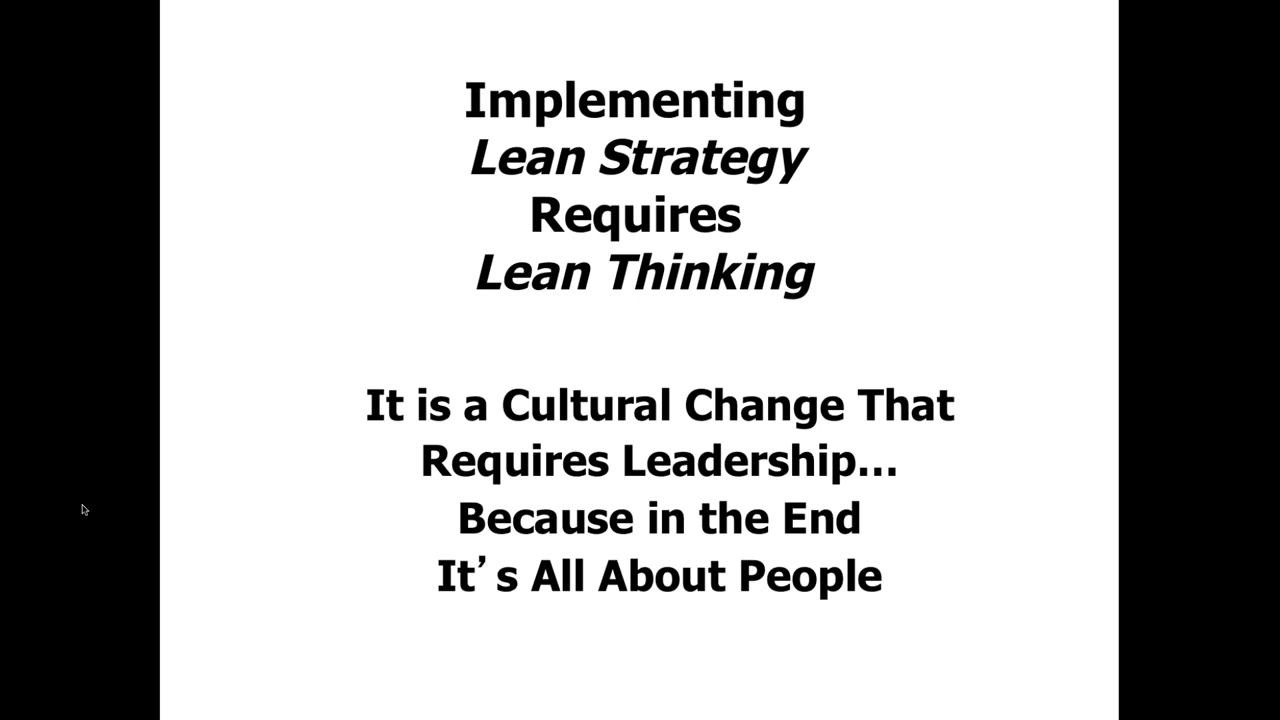 Implementing
Lean Strategy
Requires
Lean Thinking
It is a Cultural Change That
Requires Leadership…
Because in the End
It’s All About People